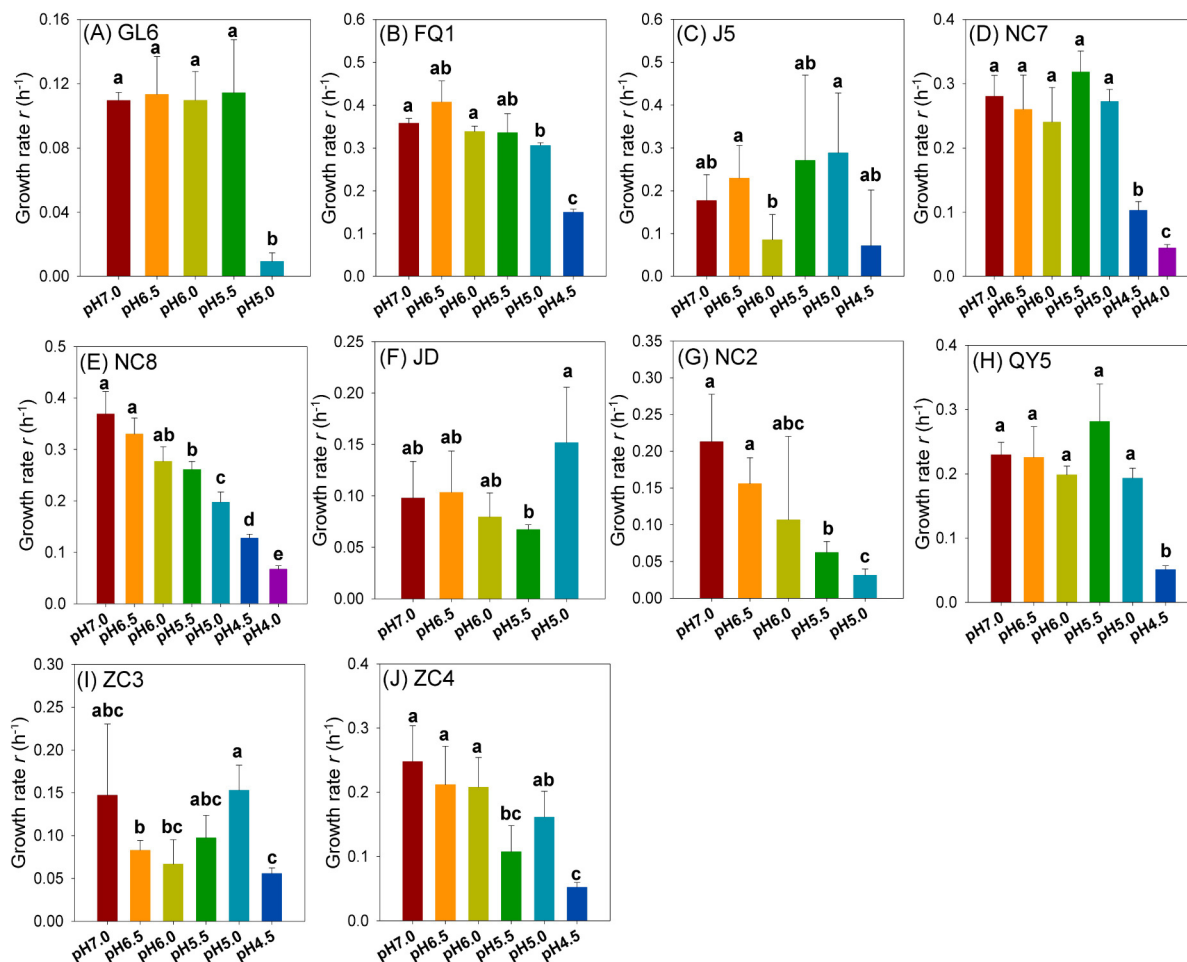 (A) GL6
Growth rate r (h⁻¹)
0.16
0.12
0.08
0.04
0.00
a
a
a
a
b
pH7.0
pH6.5
pH6.0
pH5.5
pH5.0
(B) FQ1
Growth rate r (h⁻¹)
0.6
0.5
0.4
0.3
0.2
0.1
0.0
a
ab
a
ab
b
c
pH7.0
pH6.5
pH6.0
pH5.5
pH5.0
pH4.5
(C) J5
Growth rate r (h⁻¹)
0.6
0.5
0.4
0.3
0.2
0.1
0.0
ab
a
b
ab
a
ab
pH7.0
pH6.5
pH6.0
pH5.5
pH5.0
pH4.5
(D) NC7
Growth rate r (h⁻¹)
0.4
0.3
0.2
0.1
0.0
a
a
a
a
a
b
c
pH7.0
pH6.5
pH6.0
pH5.5
pH5.0
pH4.5
pH4.0
(E) NC8
Growth rate r (h⁻¹)
0.5
0.4
0.3
0.2
0.1
0.0
a
a
ab
b
c
d
e
pH7.0
pH6.5
pH6.0
pH5.5
pH5.0
pH4.5
pH4.0
(F) JD
Growth rate r (h⁻¹)
0.25
0.20
0.15
0.10
0.05
0.00
ab
ab
ab
b
a
pH7.0
pH6.5
pH6.0
pH5.5
pH5.0
(G) NC2
Growth rate r (h⁻¹)
0.35
0.30
0.25
0.20
0.15
0.10
0.05
0.00
a
a
abc
b
c
pH7.0
pH6.5
pH6.0
pH5.5
pH5.0
(H) QY5
Growth rate r (h⁻¹)
0.4
0.3
0.2
0.1
0.0
a
a
a
a
a
b
pH7.0
pH6.5
pH6.0
pH5.5
pH5.0
pH4.5
(I) ZC3
Growth rate r (h⁻¹)
0.30
0.25
0.20
0.15
0.10
0.05
0.00
abc
b
bc
abc
a
c
pH7.0
pH6.5
pH6.0
pH5.5
pH5.0
pH4.5
(J) ZC4
Growth rate r (h⁻¹)
0.4
0.3
0.2
0.1
0.0
a
a
a
bc
ab
c
pH7.0
pH6.5
pH6.0
pH5.5
pH5.0
pH4.5